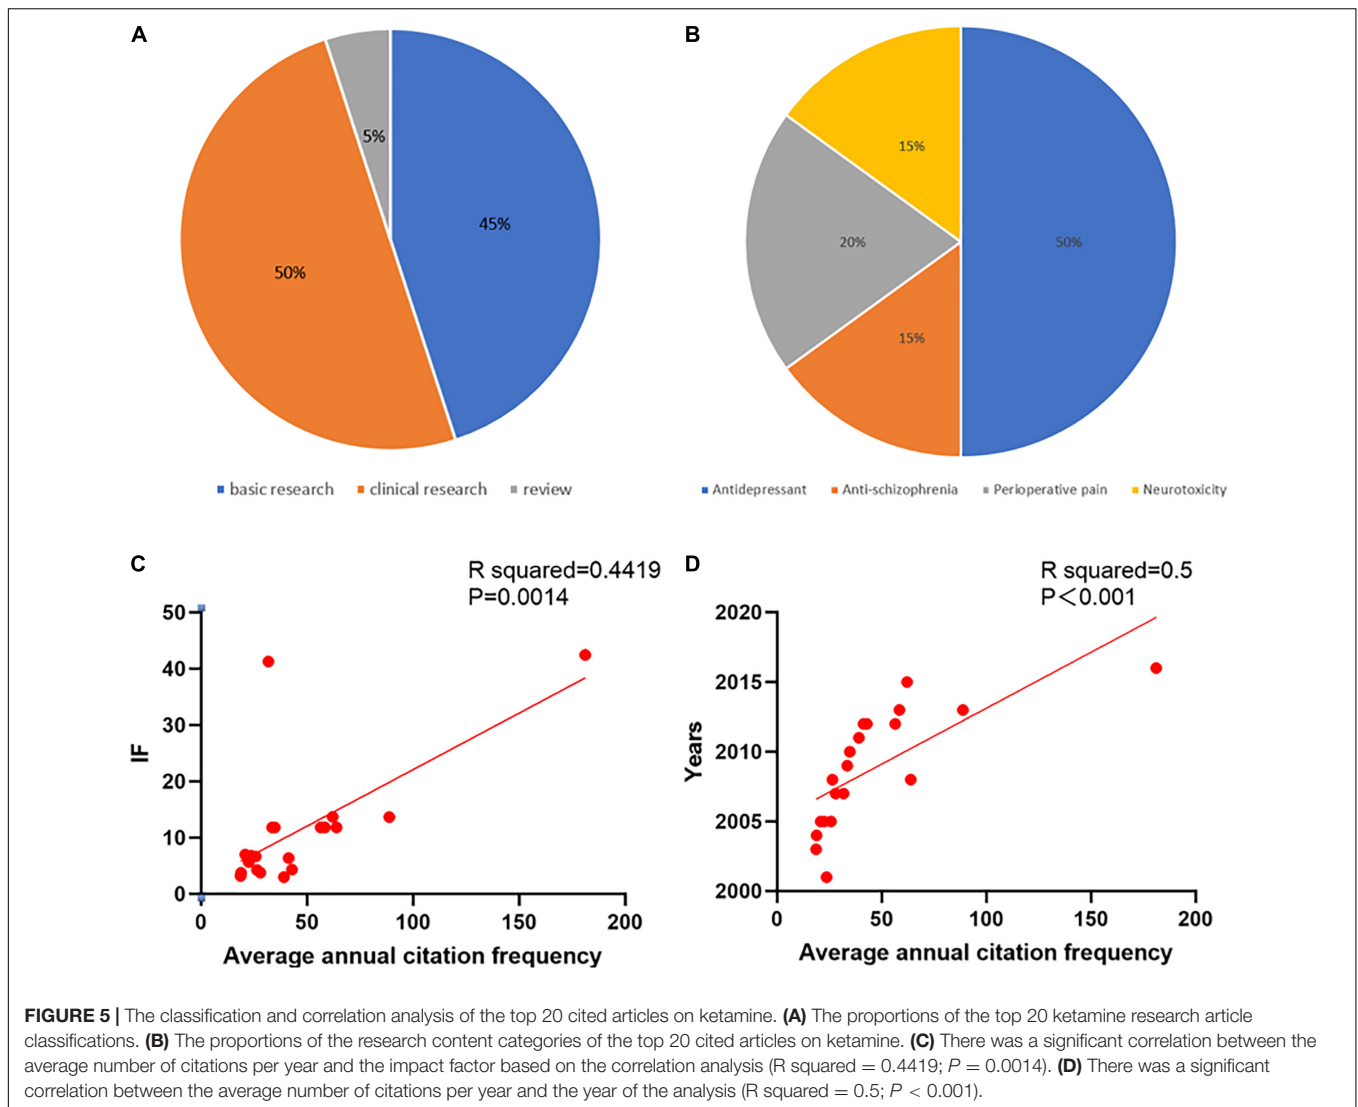 A
B
5%
45%
50%
15%
20%
50%
15%
basic research clinical research review
Antidepressant Anti-schizophrenia Perioperative pain Neurotoxicity
C
R squared=0.4419
P=0.0014
50
40
30
20
10
0
IF
0 50 100 150 200
Average annual citation frequency
D
R squared=0.5
P<0.001
2020
2015
2010
2005
2000
Years
0 50 100 150 200
Average annual citation frequency
FIGURE 5 | The classification and correlation analysis of the top 20 cited articles on ketamine. (A) The proportions of the top 20 ketamine research article
classifications. (B) The proportions of the research content categories of the top 20 cited articles on ketamine. (C) There was a significant correlation between the
average number of citations per year and the impact factor based on the correlation analysis (R squared = 0.4419; P = 0.0014). (D) There was a significant
correlation between the average number of citations per year and the year of the analysis (R squared = 0.5; P < 0.001).